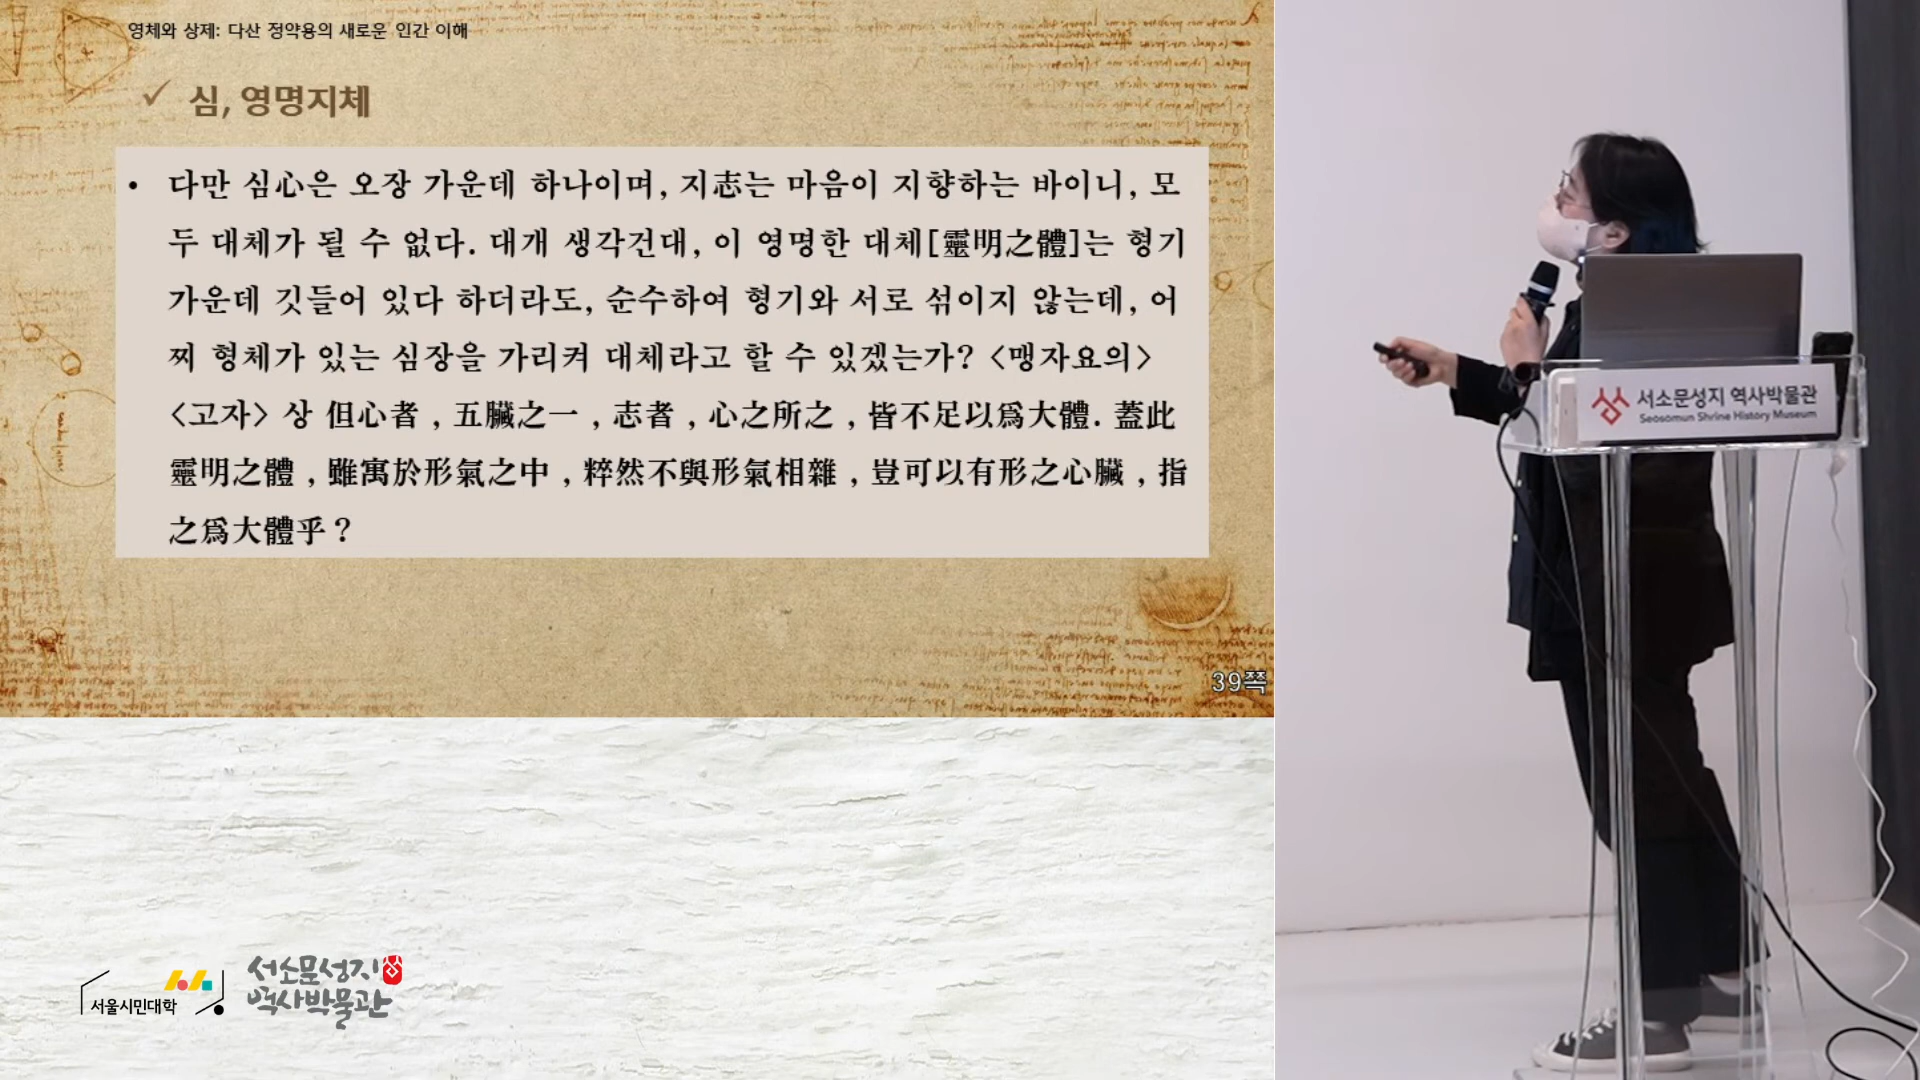 영체와 상제: 다산 정약용의 새로운 인간 이해
심, 영명지체
• 다만 심心은 오장 가운데 하나이며, 지志는 마음이 지향하는 바이니, 모
두 대체가 될 수 없다. 대개 생각건대, 이 영명한 대체[靈明之體]는 형기
가운데 깃들어 있다 하더라도, 순수하여 형기와 서로 섞이지 않는데, 어
찌 형체가 있는 심장을 가리켜 대체라고 할 수 있겠는가? <맹자요의>
<고자> 상 但心者 , 五臟之一 , 志者 , 心之所之 , 皆不足以爲大體. 蓋此
靈明之體 , 雖寓於形氣之中 , 粹然不與形氣相雜 , 豈可以有形之心臟 , 指
之爲大體乎 ?
39쪽
서소문성지 역사박물관
Seosomun Shrine History Museum
서울시민대학
서소문성지
역사박물관